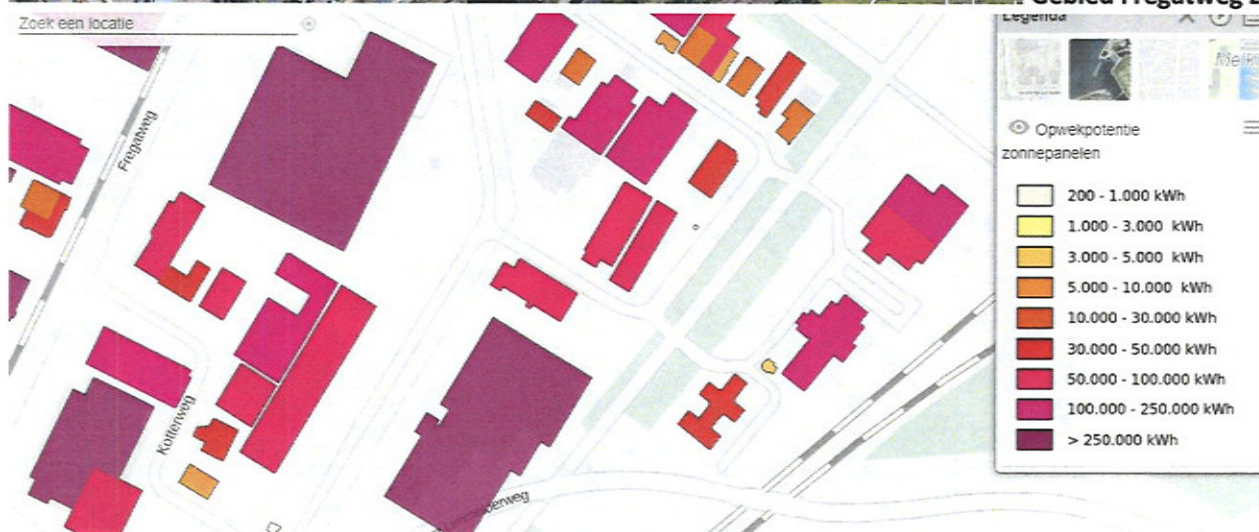 Gebied Fregatweg
Zoek een locatie
Legenda
Fregatweg
Kotterweg
Opwekpotentie
zonnepanelen
200 - 1.000 kWh
1.000 - 3.000 kWh
3.000 - 5.000 kWh
5.000 - 10.000 kWh
10.000 - 30.000 kWh
30.000 - 50.000 kWh
50.000 - 100.000 kWh
100.000 - 250.000 kWh
> 250.000 kWh